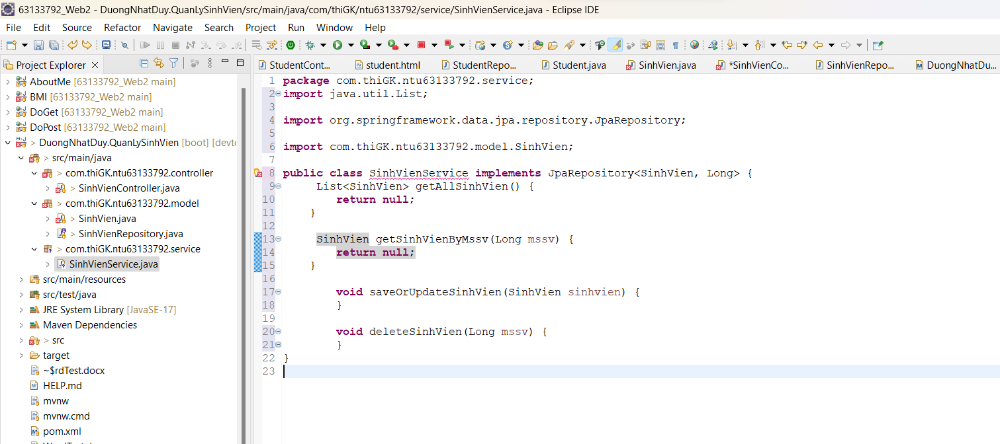 63133792_Web2 - DuongNhatDuy.QuanLySinhVien/src/main/java/com/thiGK/ntu63133792/service/SinhVienService.java - Eclipse IDE
File Edit Source Refactor Navigate Search Project Run Window Help
Project Explorer
StudentCont... student.html StudentRepo... Student.java SinhVien.java *SinhVienCo... SinhVienRepo... DuongNhatDu...
AboutMe [63133792_Web2 main]
BMI [63133792_Web2 main]
DoGet [63133792_Web2 main]
DoPost [63133792_Web2 main]
> DuongNhatDuy.QuanLySinhVien [boot] [devto
> src/main/java
> com.thiGK.ntu63133792.controller
> SinhVienController.java
> com.thiGK.ntu63133792.model
> SinhVien.java
> SinhVienRepository.java
> com.thiGK.ntu63133792.service
SinhVienService.java
src/main/resources
src/test/java
JRE System Library [JavaSE-17]
Maven Dependencies
> src
target
~$rdTest.docx
HELP.md
mvnw
mvnw.cmd
pom.xml
1 package com.thiGK.ntu63133792.service;
2 import java.util.List;
3
4 import org.springframework.data.jpa.repository.JpaRepository;
5
6 import com.thiGK.ntu63133792.model.SinhVien;
7
8 public class SinhVienService implements JpaRepository<SinhVien, Long> {
9 List<SinhVien> getAllSinhVien() {
10 return null;
11 }
12
13 SinhVien getSinhVienByMssv(Long mssv) {
14 return null;
15 }
16
17 void saveOrUpdateSinhVien(SinhVien sinhvien) {
18 }
19
20 void deleteSinhVien(Long mssv) {
21 }
22 }
23